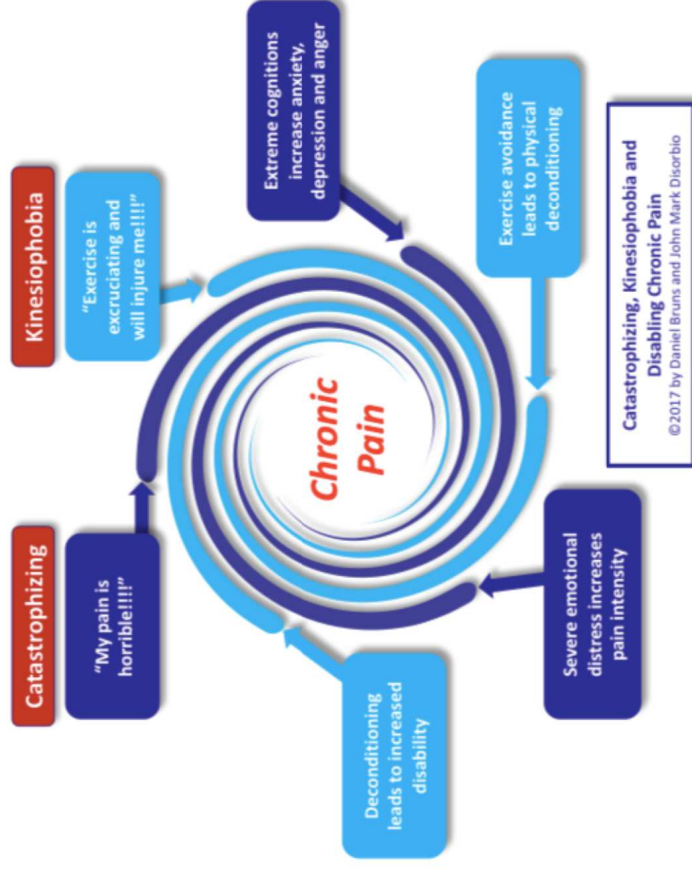 Catastrophizing
Kinesiophobia
"My pain is
horrible!!!!"
"Exercise is
excruciating and
will injure me!!!!"
Extreme cognitions
increase anxiety,
depression and anger
Chronic
Pain
Deconditioning
leads to increased
disability
Exercise avoidance
leads to physical
deconditioning
Severe emotional
distress increases
pain intensity
Catastrophizing, Kinesiophobia and
Disabling Chronic Pain
©2017 by Daniel Bruns and John Mark Disorbio